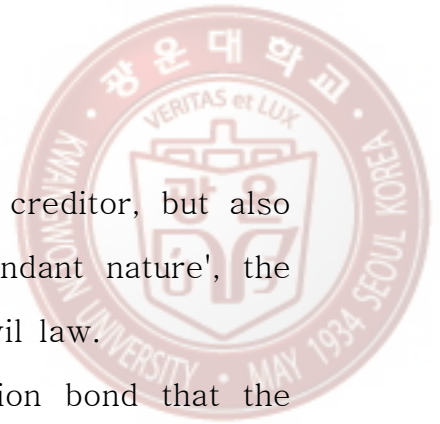 광운대학교
VERITAS et LUX
KWANGWOON UNIVERSITY • MAY 1934 SEOUL KOREA
creditor, but also
ndant nature', the
vil law.
ion bond that the